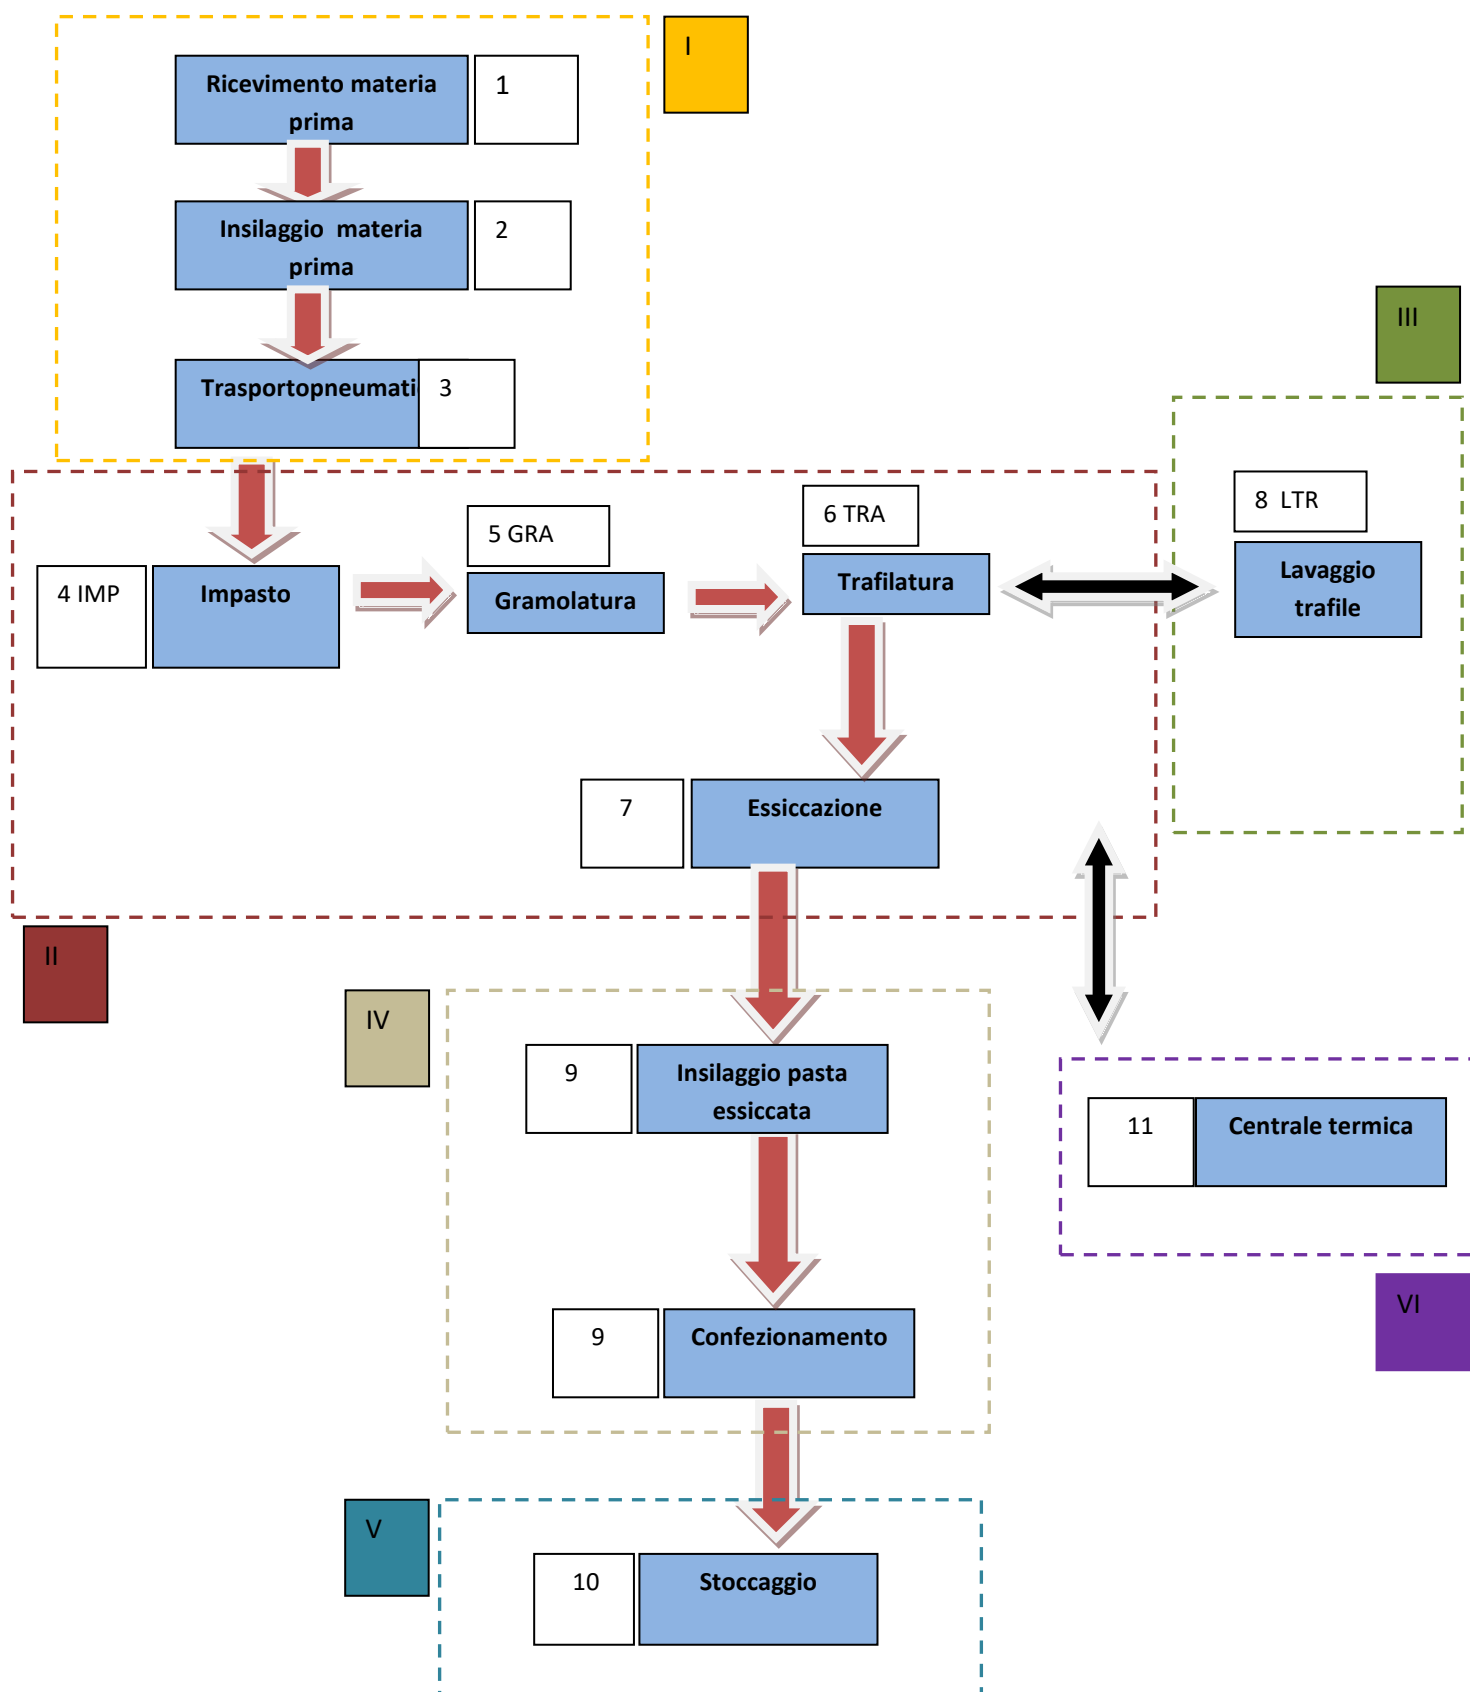 I
Ricevimento materia
prima
1
Insilaggio materia
prima
2
Trasportopneumati
3
III
8 LTR
Lavaggio
trafile
4 IMP
Impasto
5 GRA
Gramolatura
6 TRA
Trafilatura
7
Essiccazione
II
IV
9
Insilaggio pasta
essiccata
11
Centrale termica
VI
9
Confezionamento
V
10
Stoccaggio